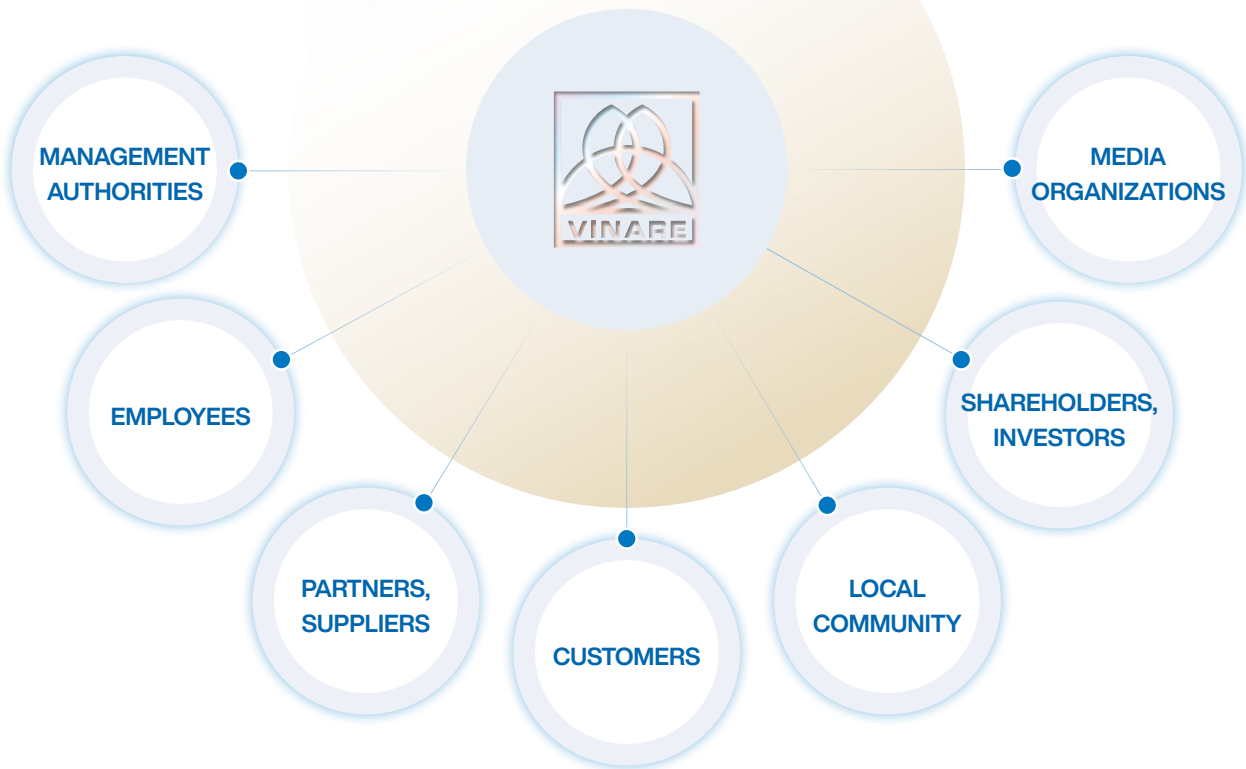 VINARE
MANAGEMENT
AUTHORITIES
MEDIA
ORGANIZATIONS
EMPLOYEES
SHAREHOLDERS,
INVESTORS
PARTNERS,
SUPPLIERS
LOCAL
COMMUNITY
CUSTOMERS